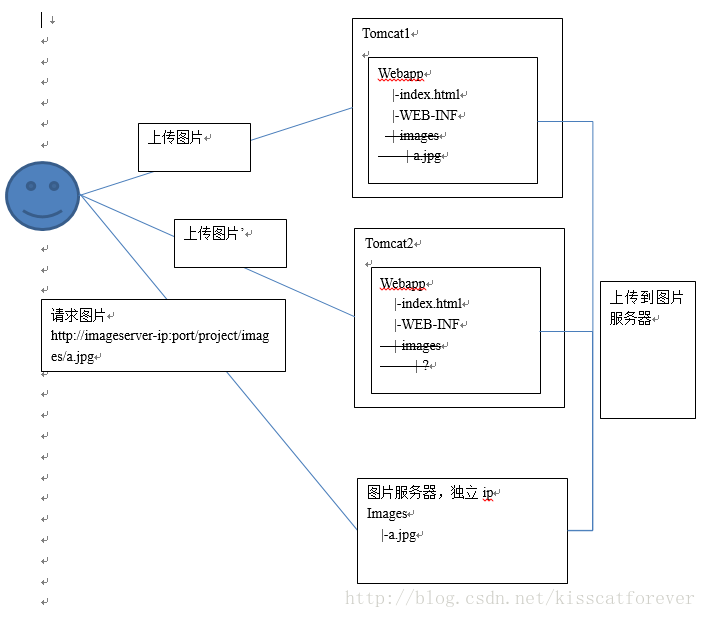 Tomcat1
Webapp
|-index.html
|-WEB-INF
|-images
|-a.jpg
上传图片
上传图片’
Tomcat2
Webapp
|-index.html
|-WEB-INF
|-images
|-?
请求图片
http://imageserver-ip:port/project/imag
es/a.jpg
上传到图片
服务器
图片服务器，独立 ip
Images
|-a.jpg
http://blog.csdn.net/kisscatforever